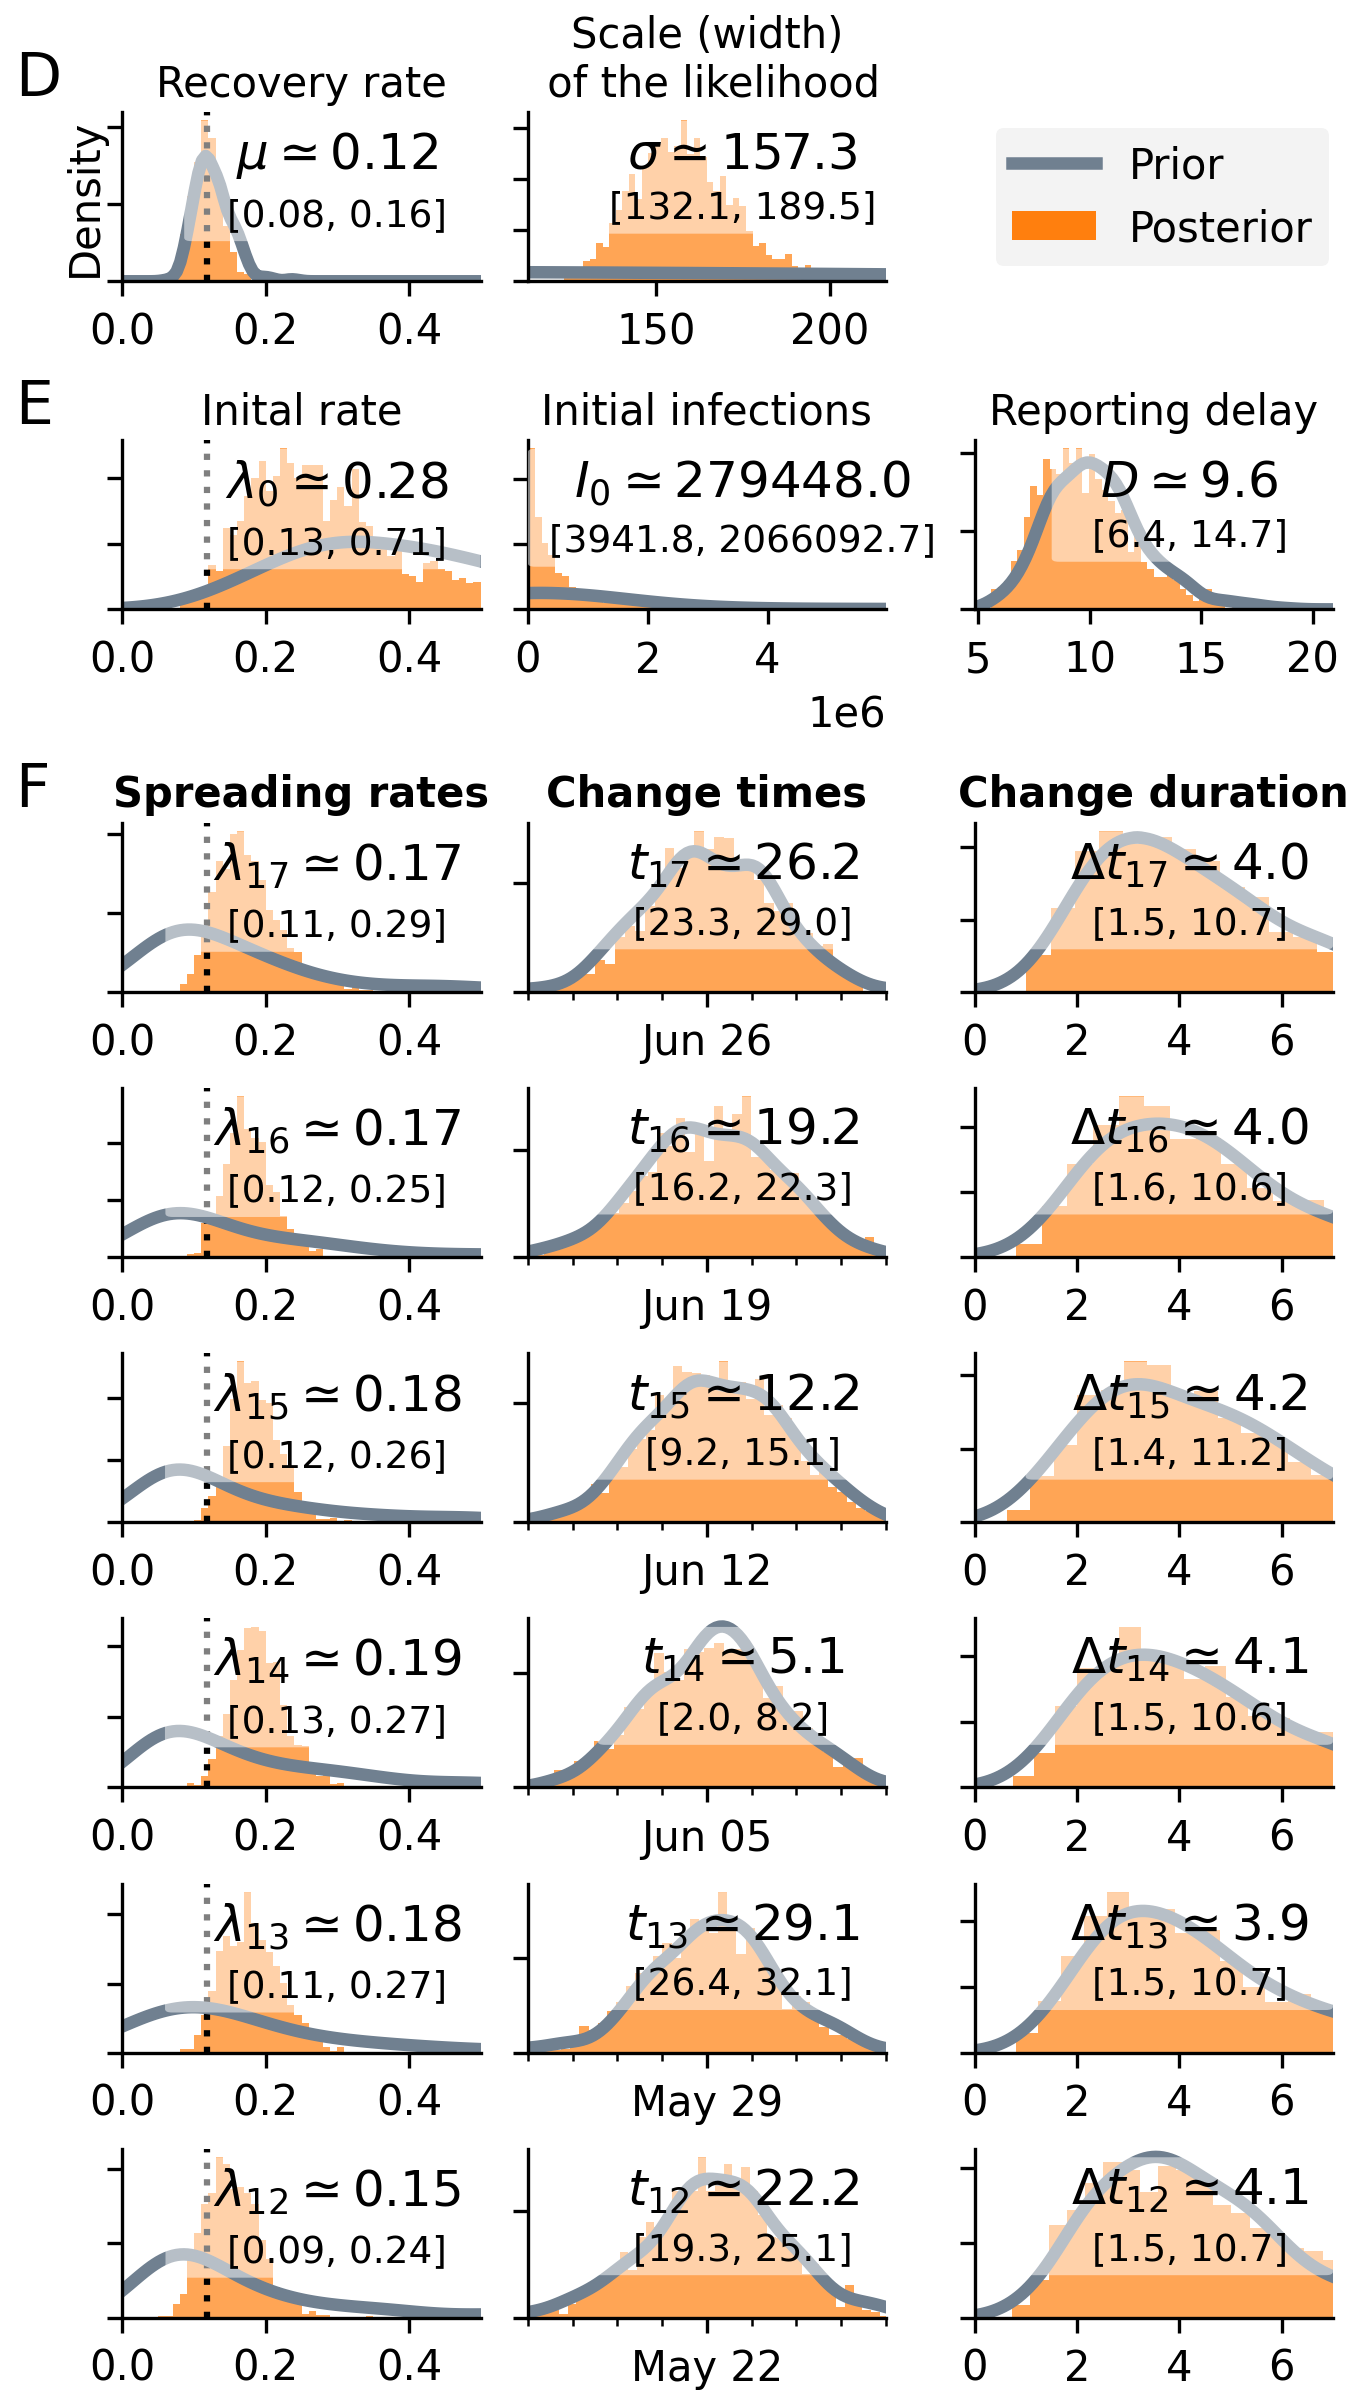 D
Recovery rate
Density
μ ≃ 0.12
[0.08, 0.16]
0.0 0.2 0.4
Scale (width)
of the likelihood
σ ≃ 157.3
[132.1, 189.5]
150 200
Prior
Posterior
E
Inital rate
λ0 ≃ 0.28
[0.13, 0.71]
0.0 0.2 0.4
Initial infections
I0 ≃ 279448.0
[3941.8, 2066092.7]
0 2 4
1e6
Reporting delay
D ≃ 9.6
[6.4, 14.7]
5 10 15 20
F
Spreading rates
Change times
Change duration
λ17 ≃ 0.17
[0.11, 0.29]
0.0 0.2 0.4
t17 ≃ 26.2
[23.3, 29.0]
Jun 26
Δt17 ≃ 4.0
[1.5, 10.7]
0 2 4 6
λ16 ≃ 0.17
[0.12, 0.25]
0.0 0.2 0.4
t16 ≃ 19.2
[16.2, 22.3]
Jun 19
Δt16 ≃ 4.0
[1.6, 10.6]
0 2 4 6
λ15 ≃ 0.18
[0.12, 0.26]
0.0 0.2 0.4
t15 ≃ 12.2
[9.2, 15.1]
Jun 12
Δt15 ≃ 4.2
[1.4, 11.2]
0 2 4 6
λ14 ≃ 0.19
[0.13, 0.27]
0.0 0.2 0.4
t14 ≃ 5.1
[2.0, 8.2]
Jun 05
Δt14 ≃ 4.1
[1.5, 10.6]
0 2 4 6
λ13 ≃ 0.18
[0.11, 0.27]
0.0 0.2 0.4
t13 ≃ 29.1
[26.4, 32.1]
May 29
Δt13 ≃ 3.9
[1.5, 10.7]
0 2 4 6
λ12 ≃ 0.15
[0.09, 0.24]
0.0 0.2 0.4
t12 ≃ 22.2
[19.3, 25.1]
May 22
Δt12 ≃ 4.1
[1.5, 10.7]
0 2 4 6